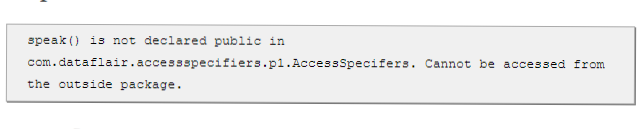 speak() is not declared public in
com.dataflair.accessspecifiers.p1.AccessSpecifers. Cannot be accessed from
the outside package.